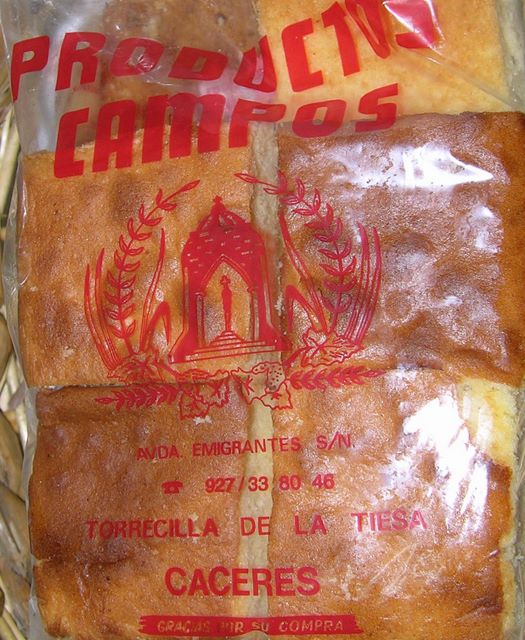 PRODUCTOS
CAMPOS
AVDA. EMIGRANTES S/N.
☎ 927/33 80 46
TORRECILLA DE LA TIESA
CACERES
GRACIAS POR SU COMPRA